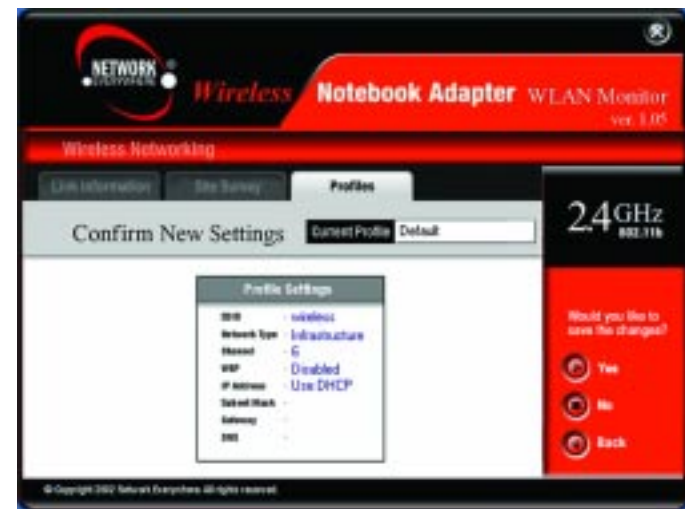 NETWORK
EVERYWHERE
Wireless Notebook Adapter WLAN Monitor
ver. 1.05
Wireless Networking
Link Information Site Survey Profiles
Confirm New Settings Current Profile Default
2.4GHz
802.11b
Profile Settings
SSID : wireless
Network Type : Infrastructure
Channel : 6
WEP : Disabled
IP Address : Use DHCP
Subnet Mask :
Gateway :
DNS :
Would you like to
save the changes?
Yes
No
Back
© Copyright 2002 Network Everywhere. All rights reserved.